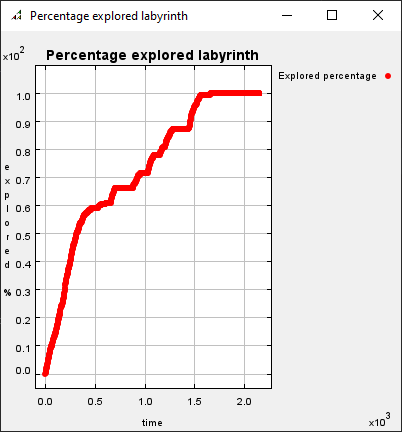 Percentage explored labyrinth
x10²
Percentage explored labyrinth
Explored percentage
1.0
0.9
0.8
0.7
0.6
0.5
0.4
0.3
0.2
0.1
0.0
explored %
0.0 0.5 1.0 1.5 2.0
time
x10³